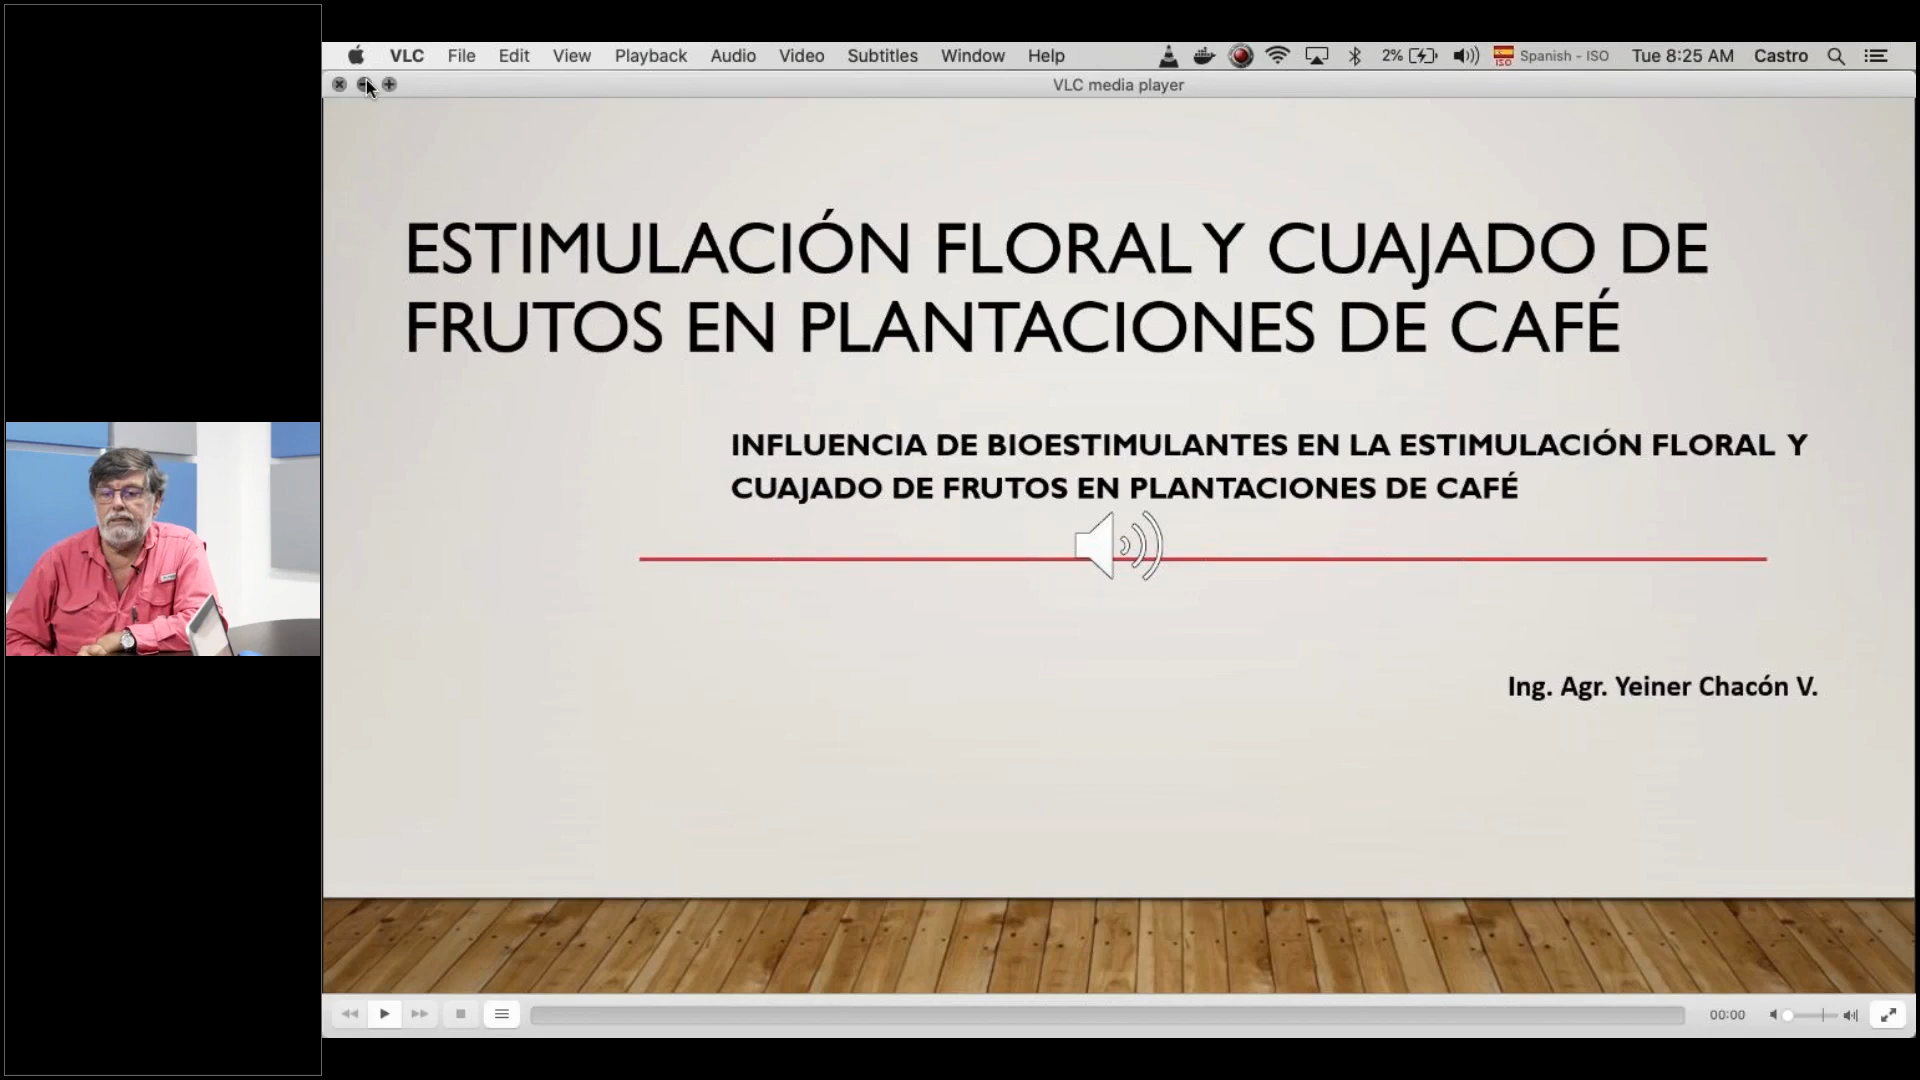 VLC File Edit View Playback Audio Video Subtitles Window Help 2% Spanish - ISO Tue 8:25 AM Castro
VLC media player
ESTIMULACIÓN FLORAL Y CUAJADO DE
FRUTOS EN PLANTACIONES DE CAFÉ
INFLUENCIA DE BIOESTIMULANTES EN LA ESTIMULACIÓN FLORAL Y
CUAJADO DE FRUTOS EN PLANTACIONES DE CAFÉ
Ing. Agr. Yeiner Chacón V.
00:00